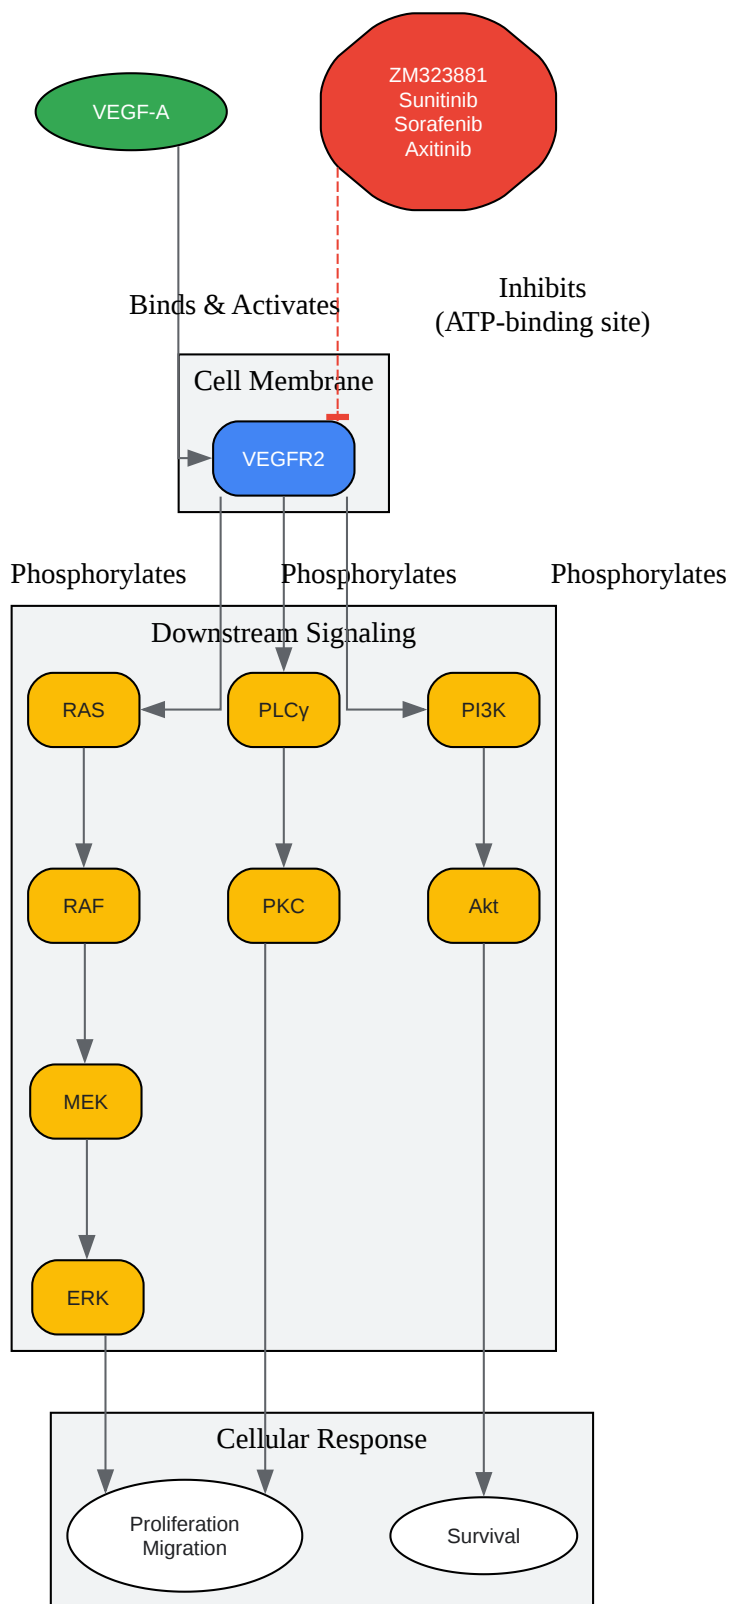 ZM323881
Sunitinib
Sorafenib
Axitinib
VEGF-A
Inhibits
(ATP-binding site)
Binds & Activates
Cell Membrane
VEGFR2
Phosphorylates
Phosphorylates
Phosphorylates
Downstream Signaling
RAS
PLCγ
PI3K
RAF
PKC
Akt
MEK
ERK
Cellular Response
Proliferation
Migration
Survival